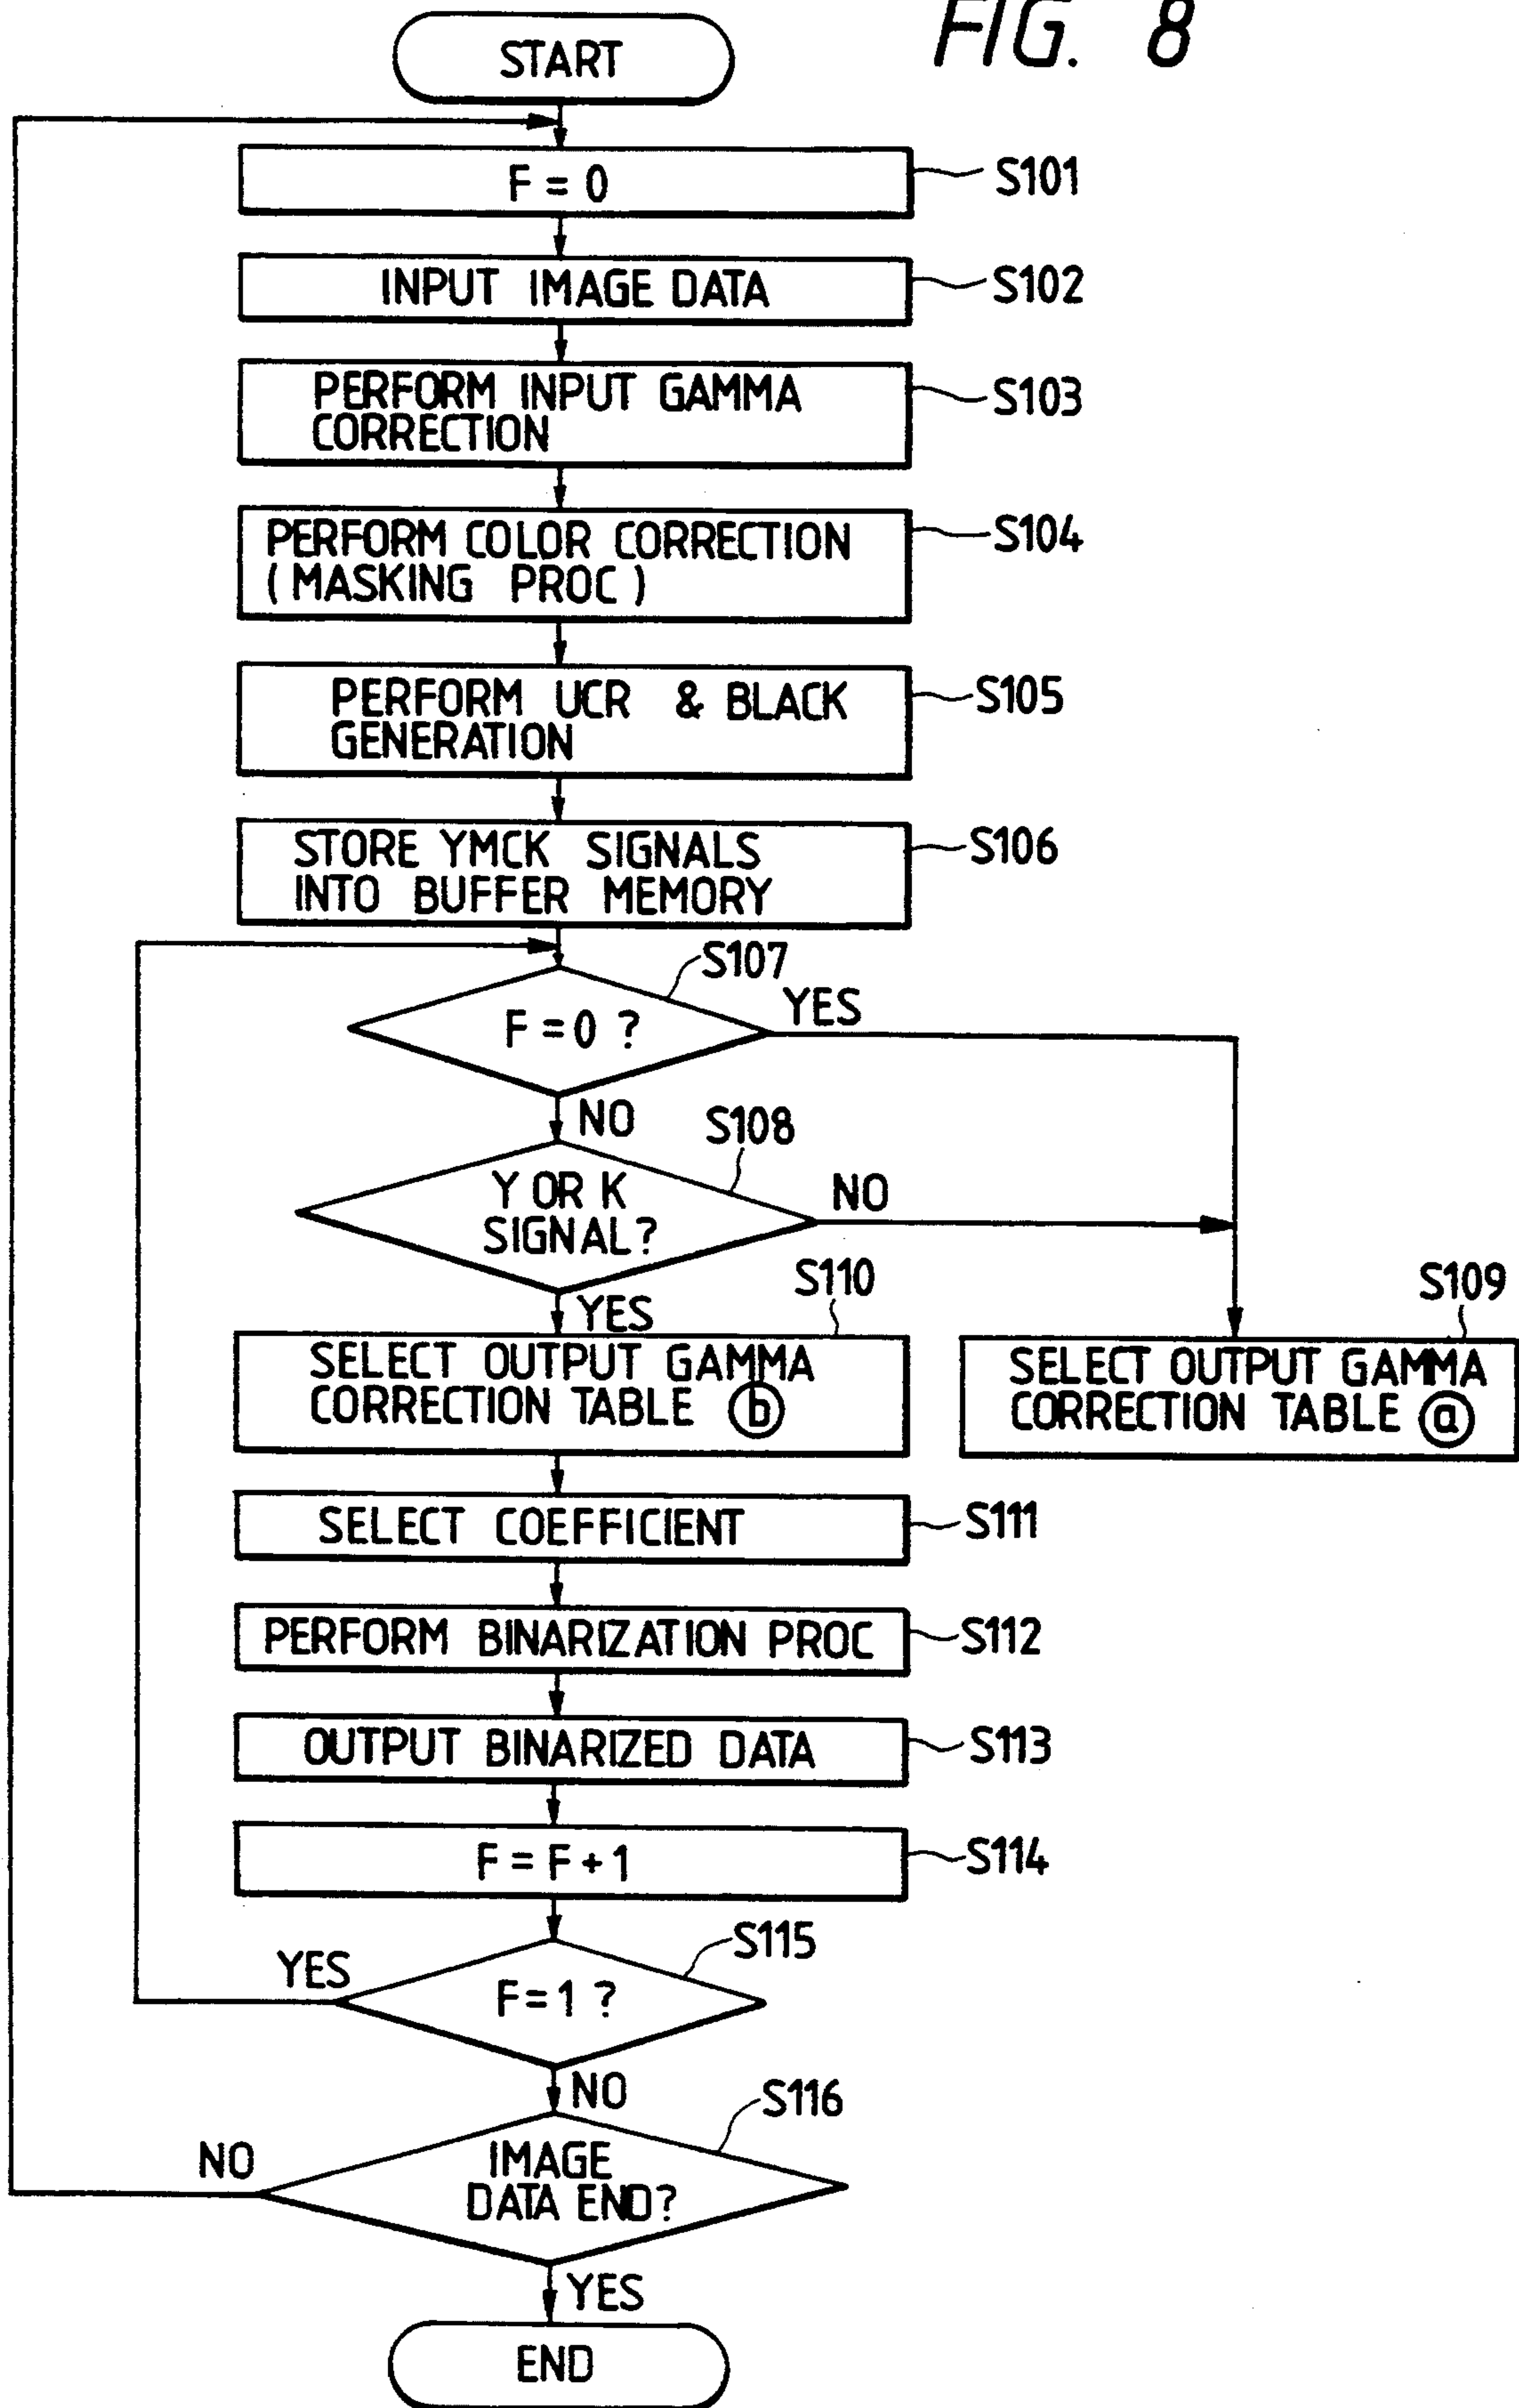 FIG. 8
START
F = 0
S101
INPUT IMAGE DATA
S102
PERFORM INPUT GAMMA
CORRECTION
S103
PERFORM COLOR CORRECTION
( MASKING PROC )
S104
PERFORM UCR & BLACK
GENERATION
S105
STORE YMCK SIGNALS
INTO BUFFER MEMORY
S106
S107
F = 0 ?
YES
NO
S108
Y OR K
SIGNAL?
NO
YES
S110
SELECT OUTPUT GAMMA
CORRECTION TABLE ⓑ
S109
SELECT OUTPUT GAMMA
CORRECTION TABLE ⓐ
SELECT COEFFICIENT
S111
PERFORM BINARIZATION PROC
S112
OUTPUT BINARIZED DATA
S113
F = F + 1
S114
S115
YES
F = 1 ?
NO
S116
NO
IMAGE
DATA END?
YES
END